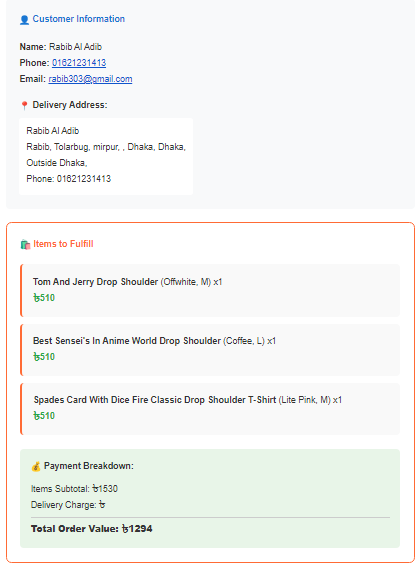 👤 Customer Information
Name: Rabib Al Adib
Phone: 01621231413
Email: rabib303@gmail.com
📍 Delivery Address:
Rabib Al Adib
Rabib, Tolarbug, mirpur, , Dhaka, Dhaka,
Outside Dhaka,
Phone: 01621231413
🛍️ Items to Fulfill
Tom And Jerry Drop Shoulder (Offwhite, M) x1
৳510
Best Sensei's In Anime World Drop Shoulder (Coffee, L) x1
৳510
Spades Card With Dice Fire Classic Drop Shoulder T-Shirt (Lite Pink, M) x1
৳510
💰 Payment Breakdown:
Items Subtotal: ৳1530
Delivery Charge: ৳
Total Order Value: ৳1294